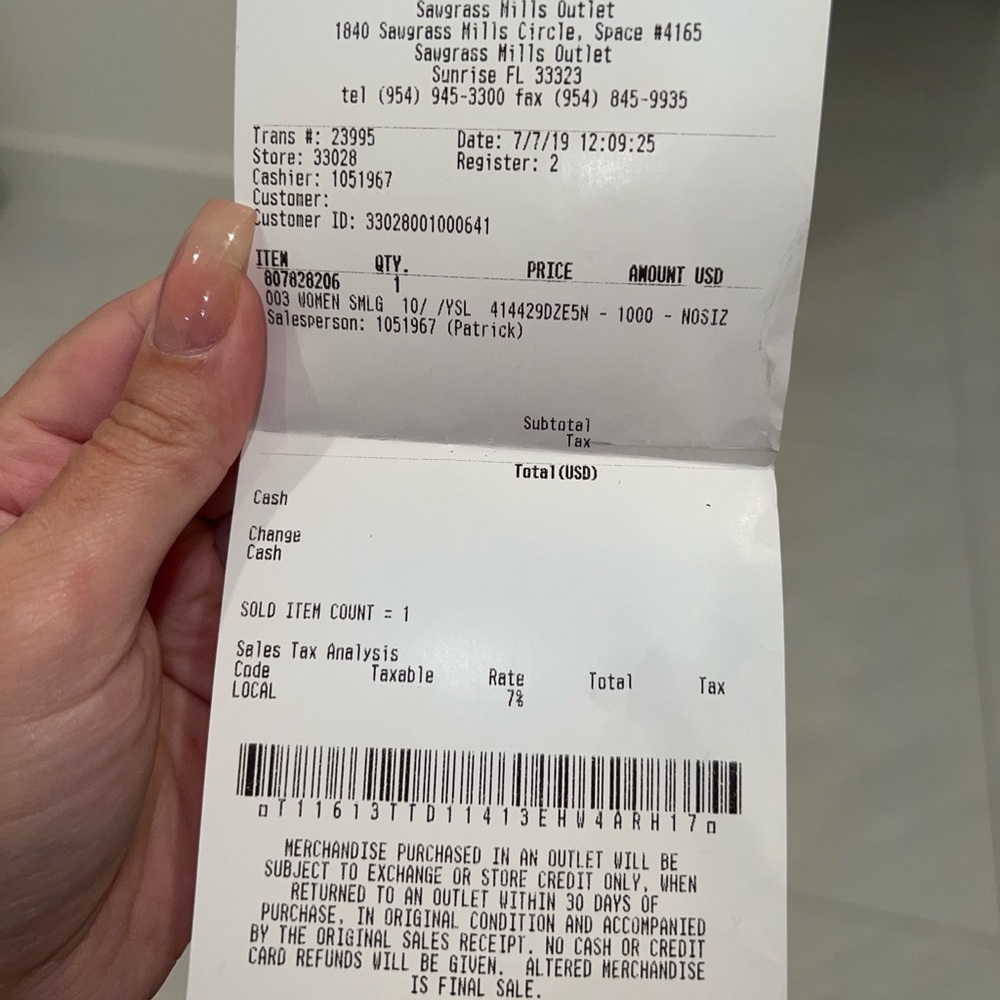 Sawgrass Mills Outlet
1840 Sawgrass Mills Circle, Space #4165
Sawgrass Mills Outlet
Sunrise FL 33323
tel (954) 945-3300 fax (954) 845-9935
Trans #: 23995 Date: 7/7/19 12:09:25
Store: 33028 Register: 2
Cashier: 1051967
Customer:
Customer ID: 33028001000641
ITEM QTY. PRICE AMOUNT USD
807828206 1
003 WOMEN SMLG 10/ /YSL 414429DZE5N - 1000 - NOSIZ
Salesperson: 1051967 (Patrick)
Subtotal
Tax
Total(USD)
Cash
Change
Cash
SOLD ITEM COUNT = 1
Sales Tax Analysis
Code Taxable Rate Total Tax
LOCAL 7%
T11613TTD11413EHW4ARH17
MERCHANDISE PURCHASED IN AN OUTLET WILL BE
SUBJECT TO EXCHANGE OR STORE CREDIT ONLY, WHEN
RETURNED TO AN OUTLET WITHIN 30 DAYS OF
PURCHASE, IN ORIGINAL CONDITION AND ACCOMPANIED
BY THE ORIGINAL SALES RECEIPT. NO CASH OR CREDIT
CARD REFUNDS WILL BE GIVEN. ALTERED MERCHANDISE
IS FINAL SALE.